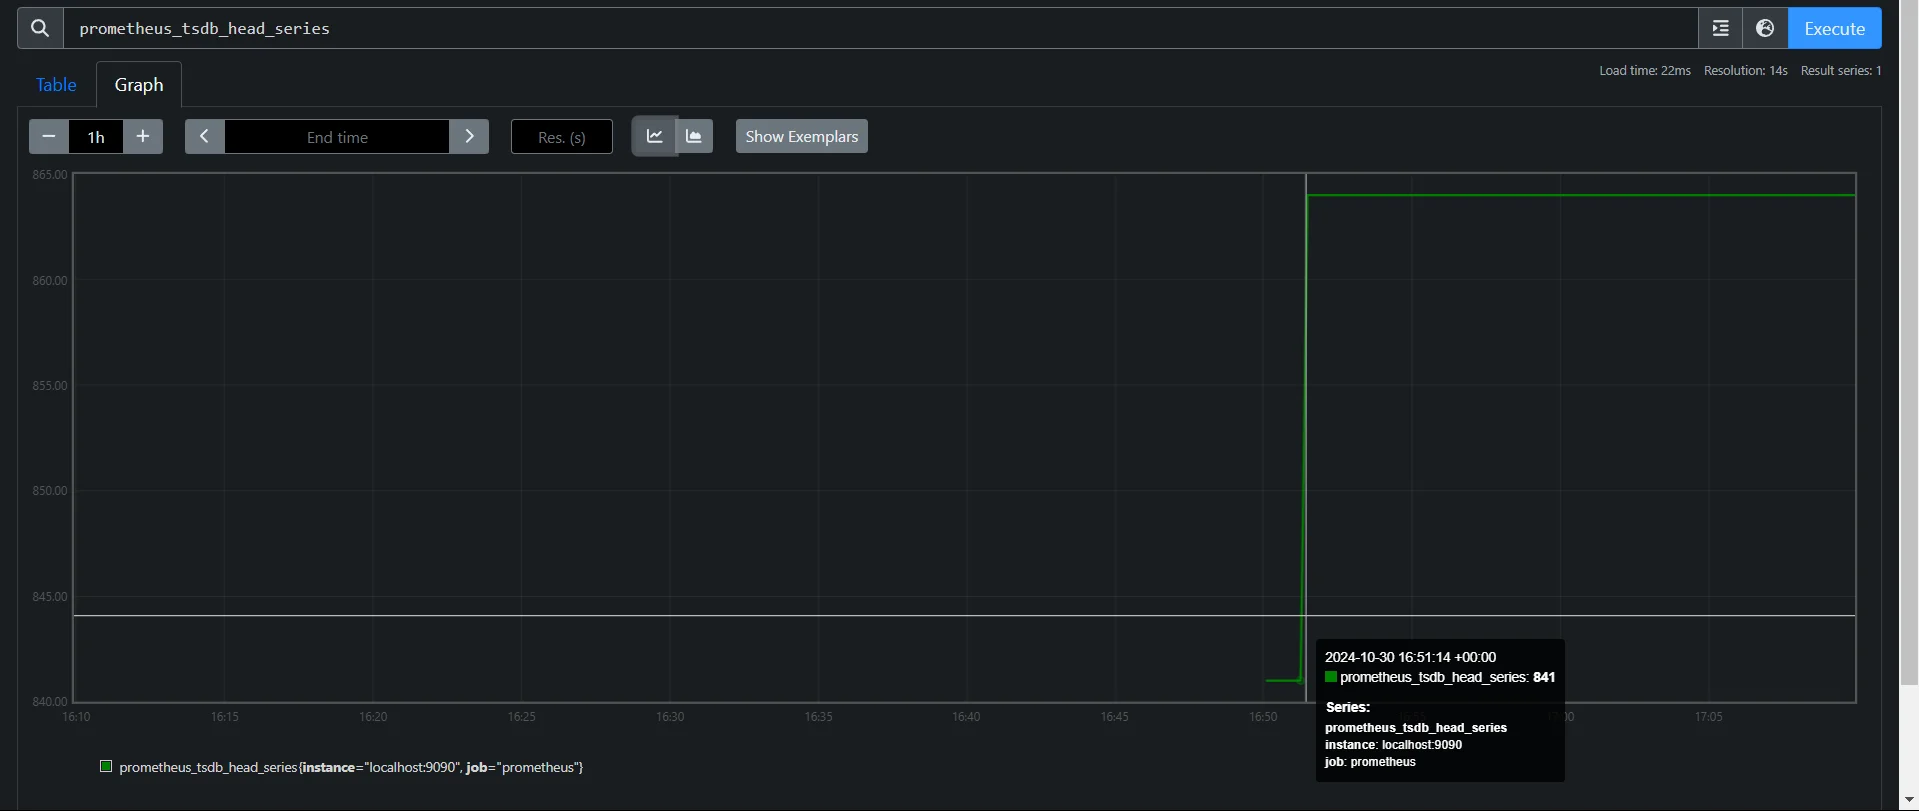 prometheus_tsdb_head_series
Execute
Load time: 22ms Resolution: 14s Result series: 1
Table Graph
1h End time Res. (s) Show Exemplars
865.00
860.00
855.00
850.00
845.00
840.00
16:10 16:15 16:20 16:25 16:30 16:35 16:40 16:45 16:50 17:00 17:05
2024-10-30 16:51:14 +00:00
prometheus_tsdb_head_series: 841
Series:
prometheus_tsdb_head_series
instance: localhost:9090
job: prometheus
prometheus_tsdb_head_series{instance="localhost:9090", job="prometheus"}